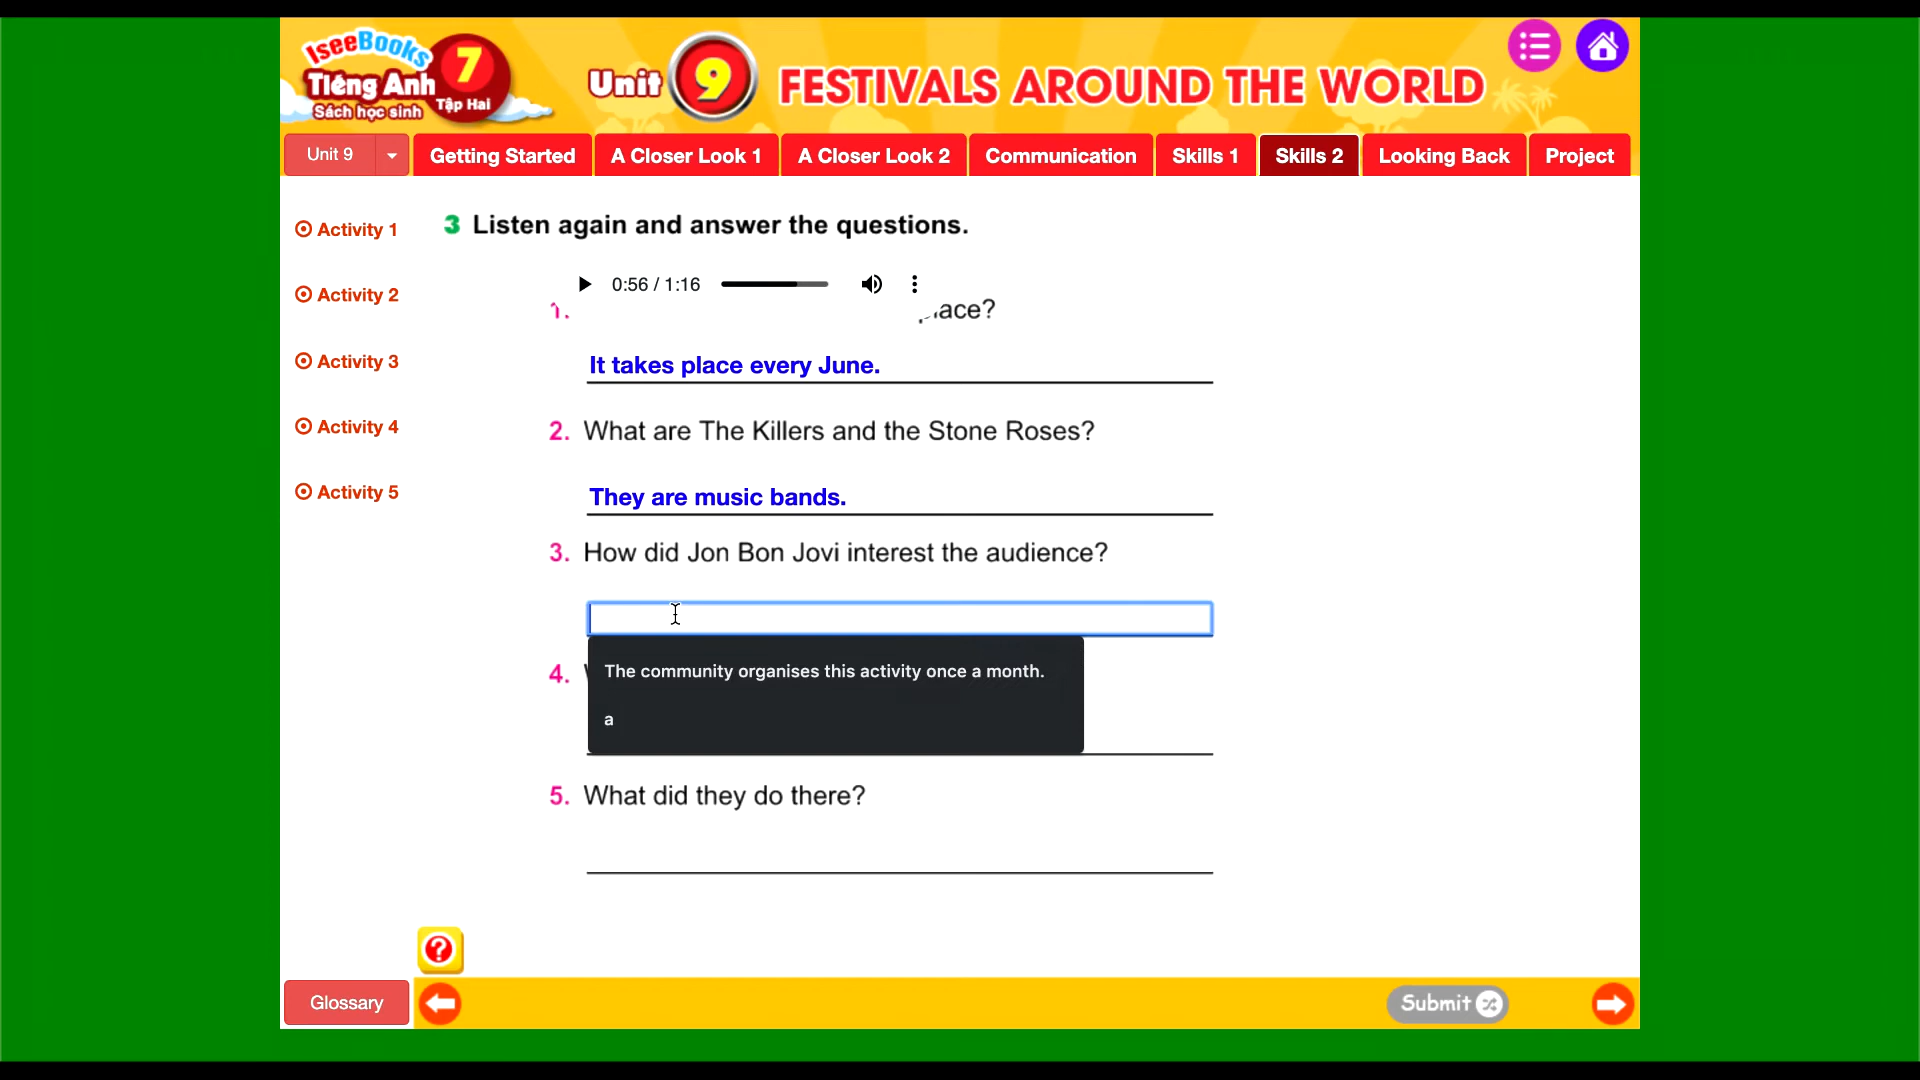 IseeBooks
Tiếng Anh 7
Sách học sinh Tập Hai
Unit 9 FESTIVALS AROUND THE WORLD
Unit 9
Getting Started
A Closer Look 1
A Closer Look 2
Communication
Skills 1
Skills 2
Looking Back
Project
Activity 1
Activity 2
Activity 3
Activity 4
Activity 5
3 Listen again and answer the questions.
0:56 / 1:16
1.
It takes place every June.
2. What are The Killers and the Stone Roses?
They are music bands.
3. How did Jon Bon Jovi interest the audience?
4.
The community organises this activity once a month.
a
5. What did they do there?
?
Glossary
Submit